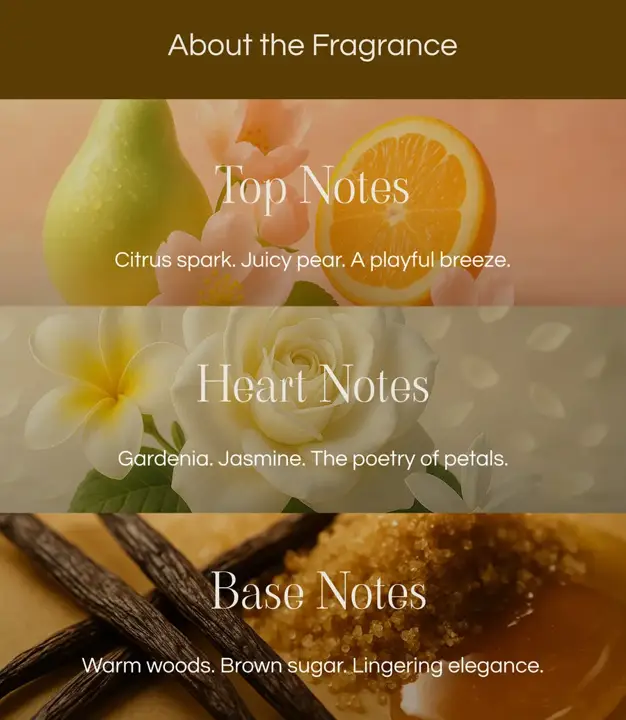 About the Fragrance
Top Notes
Citrus spark. Juicy pear. A playful breeze.
Heart Notes
Gardenia. Jasmine. The poetry of petals.
Base Notes
Warm woods. Brown sugar. Lingering elegance.